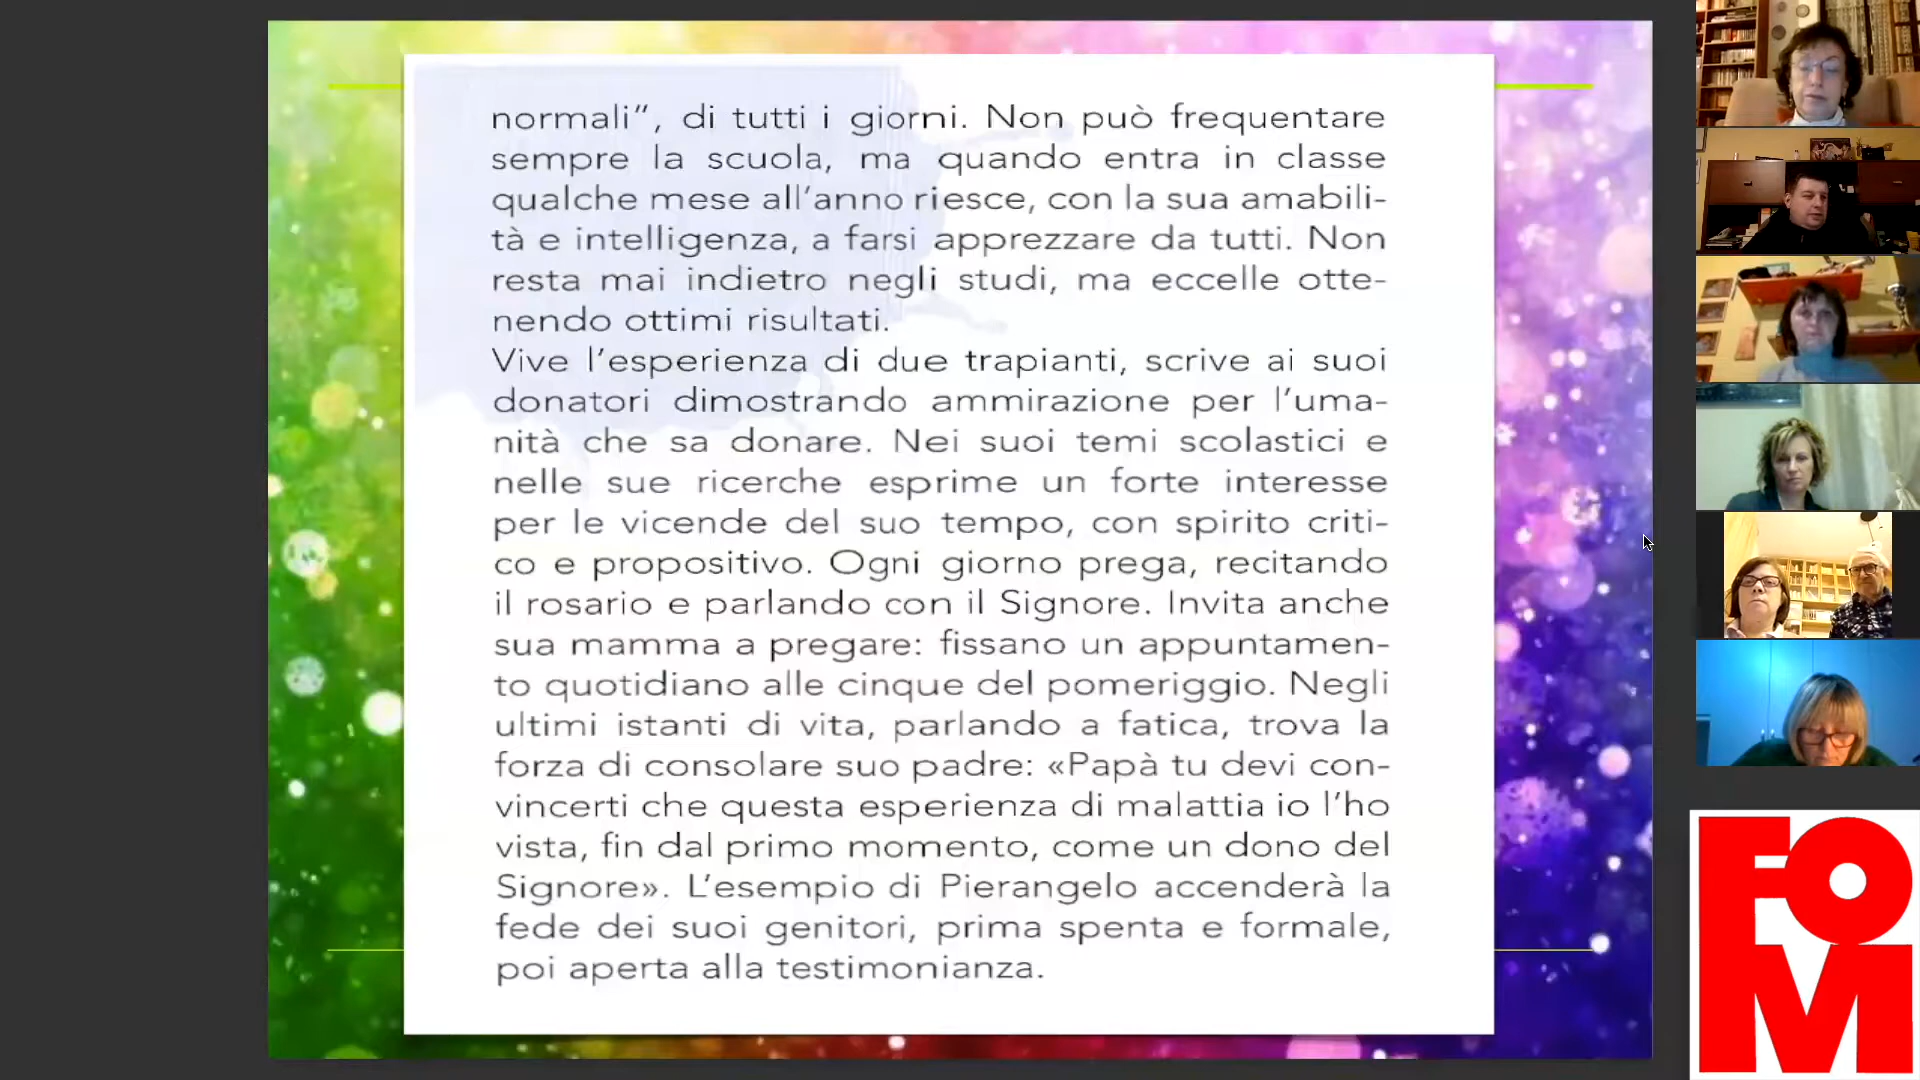 normali”, di tutti i giorni. Non può frequentare
sempre la scuola, ma quando entra in classe
qualche mese all’anno riesce, con la sua amabili-
tà e intelligenza, a farsi apprezzare da tutti. Non
resta mai indietro negli studi, ma eccelle otte-
nendo ottimi risultati.
Vive l’esperienza di due trapianti, scrive ai suoi
donatori dimostrando ammirazione per l’uma-
nità che sa donare. Nei suoi temi scolastici e
nelle sue ricerche esprime un forte interesse
per le vicende del suo tempo, con spirito criti-
co e propositivo. Ogni giorno prega, recitando
il rosario e parlando con il Signore. Invita anche
sua mamma a pregare: fissano un appuntamen-
to quotidiano alle cinque del pomeriggio. Negli
ultimi istanti di vita, parlando a fatica, trova la
forza di consolare suo padre: «Papà tu devi con-
vincerti che questa esperienza di malattia io l’ho
vista, fin dal primo momento, come un dono del
Signore». L’esempio di Pierangelo accenderà la
fede dei suoi genitori, prima spenta e formale,
poi aperta alla testimonianza.
FOM